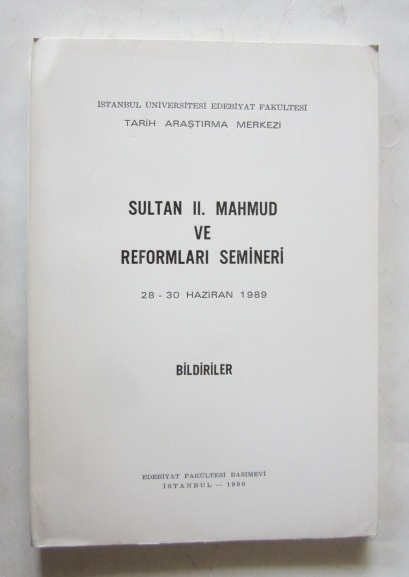 İSTANBUL ÜNİVERSİTESİ EDEBİYAT FAKÜLTESİ
TARİH ARAŞTIRMA MERKEZİ
SULTAN II. MAHMUD
VE
REFORMLARI SEMİNERİ
28 - 30 HAZİRAN 1989
BİLDİRİLER
EDEBİYAT FAKÜLTESİ BASIMEVİ
İSTANBUL — 1990